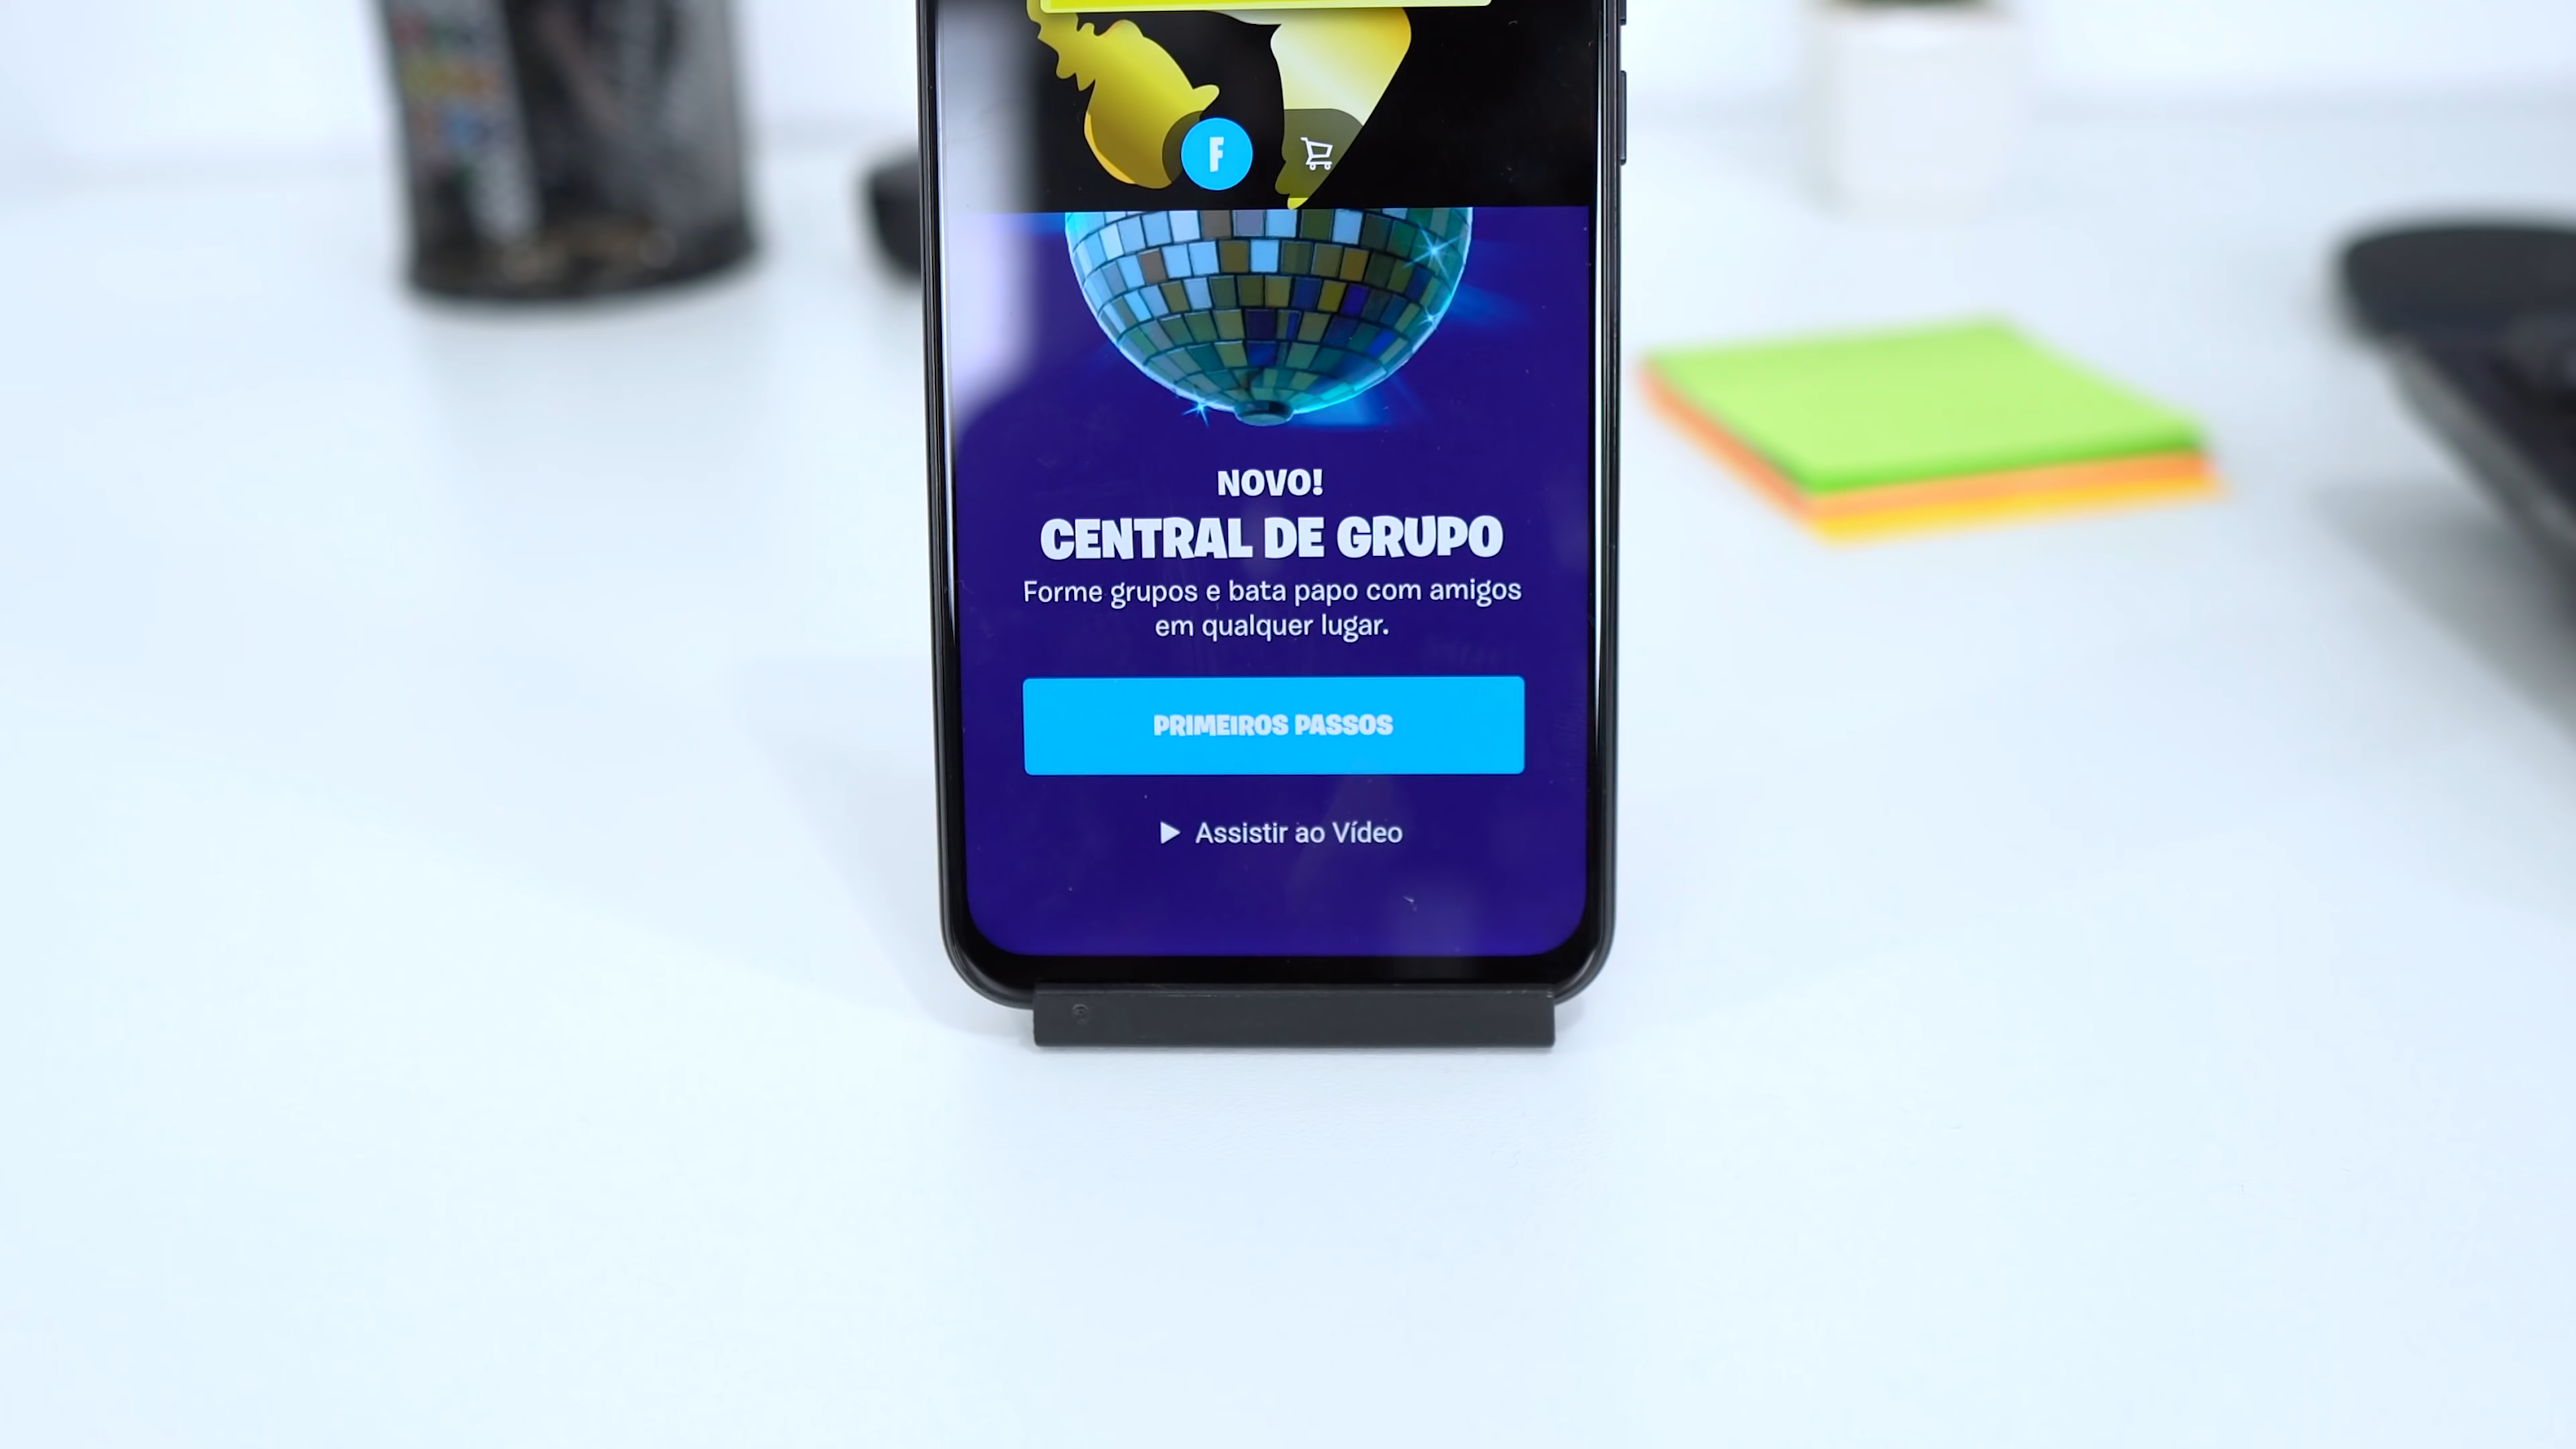 F
NOVO!
CENTRAL DE GRUPO
Forme grupos e bata papo com amigos
em qualquer lugar.
PRIMEIROS PASSOS
Assistir ao Vídeo